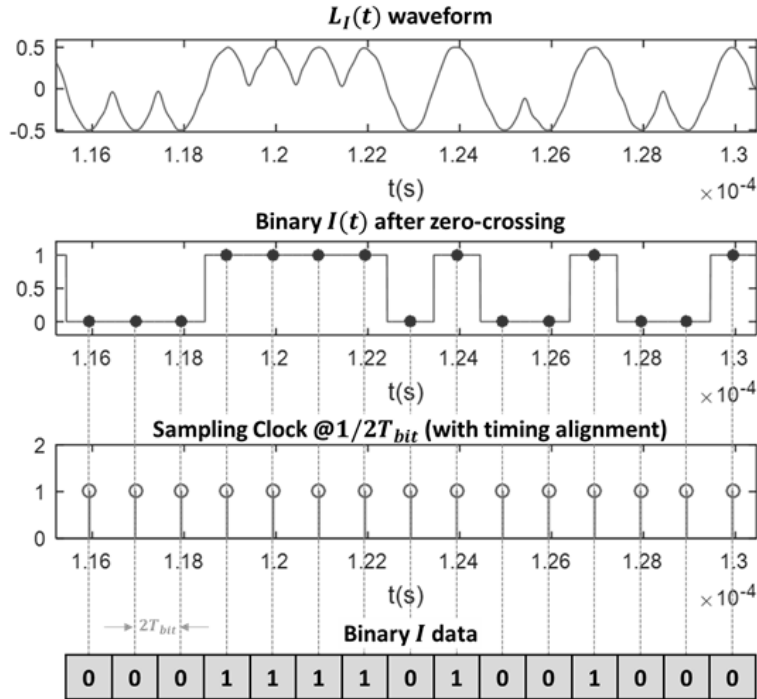 L_I(t) waveform
0.5
0
-0.5
1.16 1.18 1.2 1.22 1.24 1.26 1.28 1.3
t(s) ×10⁻⁴
Binary I(t) after zero-crossing
1
0.5
0
1.16 1.18 1.2 1.22 1.24 1.26 1.28 1.3
t(s) ×10⁻⁴
Sampling Clock @1/2T_bit (with timing alignment)
2
1
0
1.16 1.18 1.2 1.22 1.24 1.26 1.28 1.3
t(s) ×10⁻⁴
2T_bit
Binary I data
0 0 0 1 1 1 1 0 1 0 0 1 0 0 0